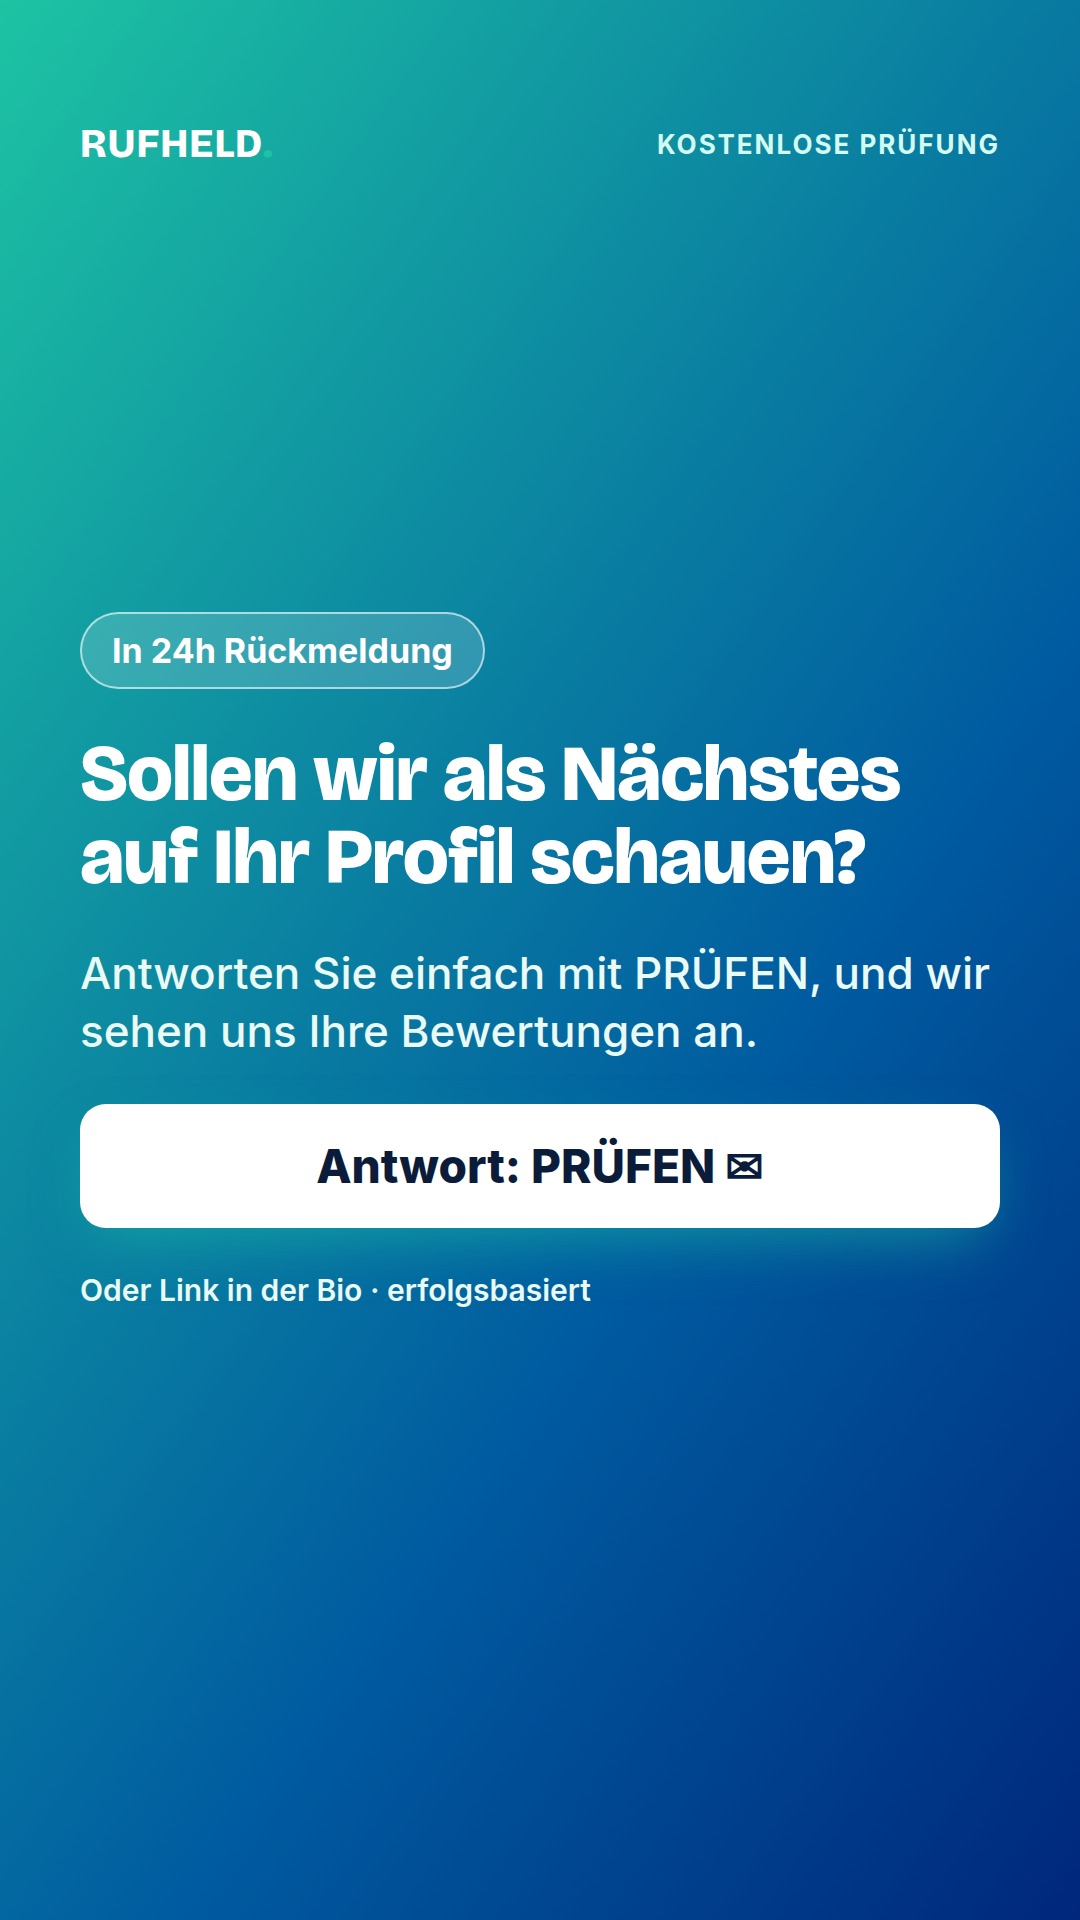 RUFHELD.
KOSTENLOSE PRÜFUNG
In 24h Rückmeldung
Sollen wir als Nächstes
auf Ihr Profil schauen?
Antworten Sie einfach mit PRÜFEN, und wir
sehen uns Ihre Bewertungen an.
Antwort: PRÜFEN ✉
Oder Link in der Bio · erfolgsbasiert